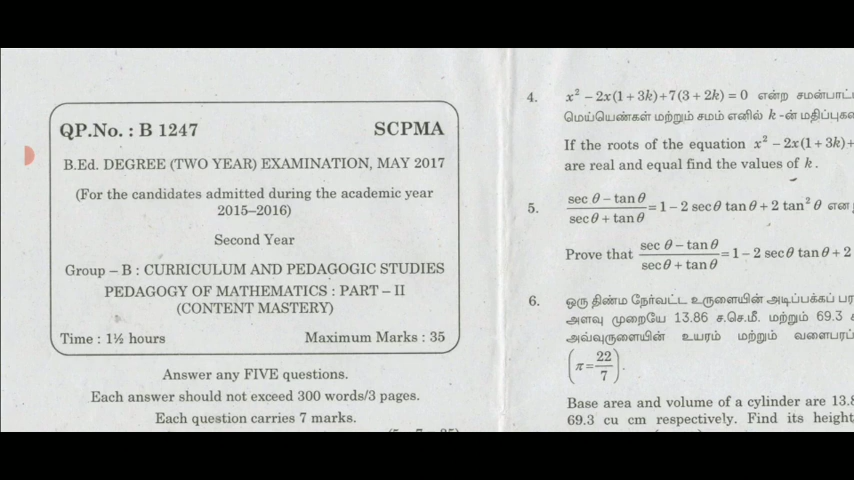 QP.No. : B 1247 SCPMA
B.Ed. DEGREE (TWO YEAR) EXAMINATION, MAY 2017
(For the candidates admitted during the academic year
2015–2016)
Second Year
Group – B : CURRICULUM AND PEDAGOGIC STUDIES
PEDAGOGY OF MATHEMATICS : PART – II
(CONTENT MASTERY)
Time : 1½ hours Maximum Marks : 35
Answer any FIVE questions.
Each answer should not exceed 300 words/3 pages.
Each question carries 7 marks.
4. x² − 2x(1 + 3k) + 7(3 + 2k) = 0 என்ற
மெய்யெண்கள் மற்றும் சமம் எனில் k -ன்
If the roots of the equation x² − 2x(1 + 3k)+
are real and equal find the values of k.
5. (sec θ − tan θ)/(sec θ + tan θ) = 1 − 2 sec θ tan θ + 2 tan² θ
Prove that (sec θ − tan θ)/(sec θ + tan θ) = 1 − 2 sec θ tan θ + 2
6. ஒரு திண்ம நேர்வட்ட உருளையின் அடிப்பக்கப்
அளவு முறையே 13.86 ச.செ.மீ. மற்றும் 69.3
அவ்வுருளையின் உயரம் மற்றும்
(π = 22/7).
Base area and volume of a cylinder are 13.8
69.3 cu cm respectively. Find its height,